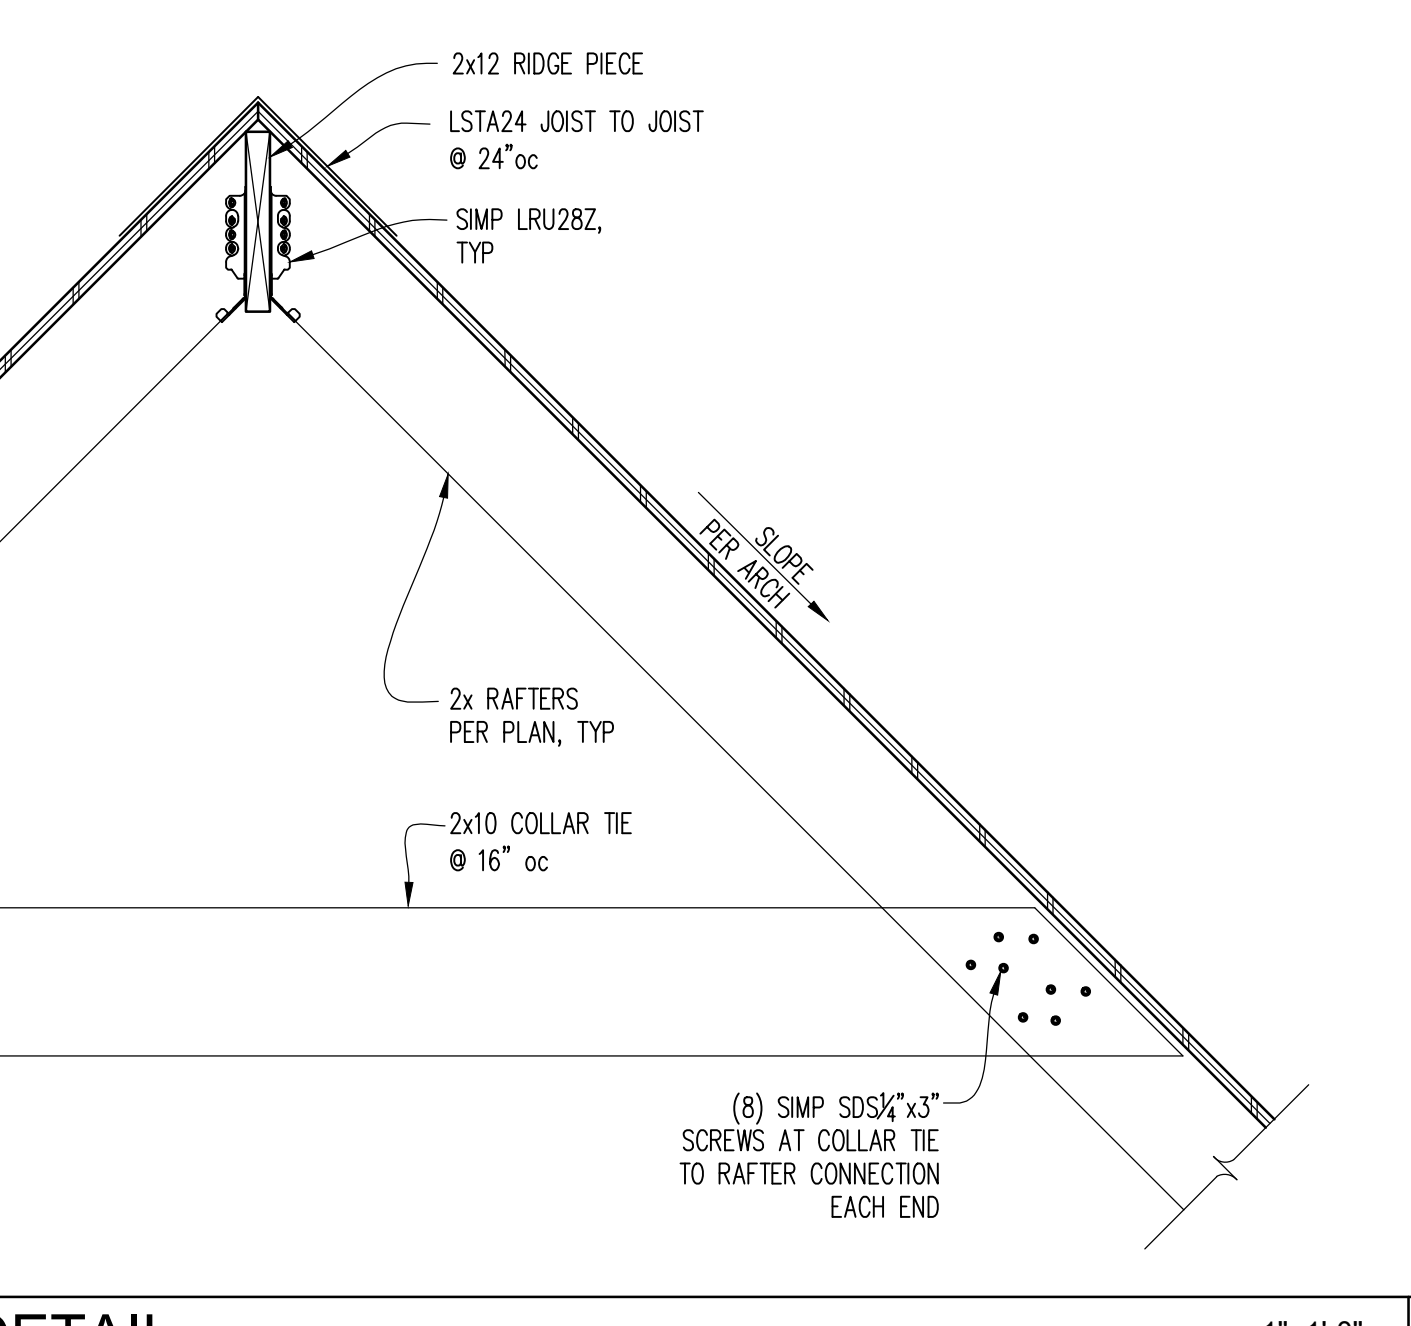 2x12 RIDGE PIECE
LSTA24 JOIST TO JOIST
@ 24"oc
SIMP LRU28Z,
TYP
SLOPE
PER ARCH
2x RAFTERS
PER PLAN, TYP
2x10 COLLAR TIE
@ 16" oc
(8) SIMP SDS¼"x3"
SCREWS AT COLLAR TIE
TO RAFTER CONNECTION
EACH END